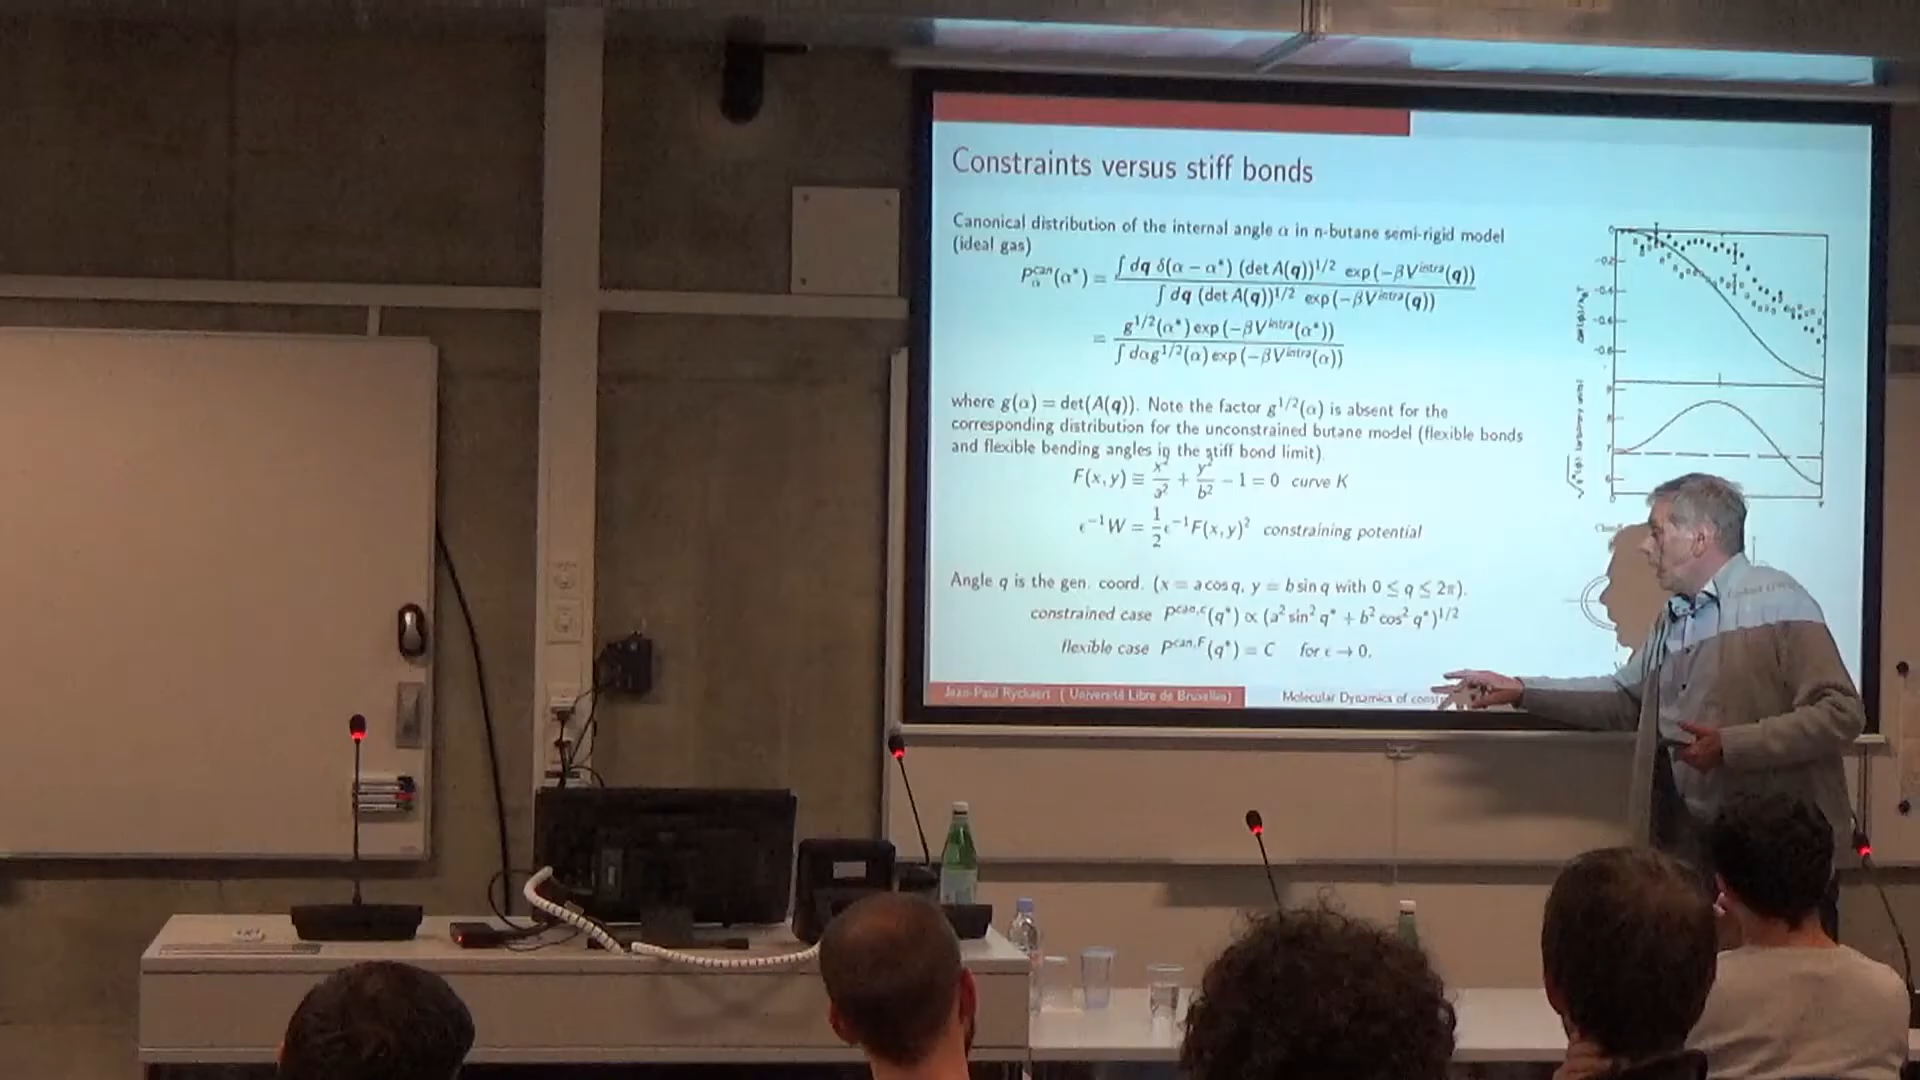 Constraints versus stiff bonds
Canonical distribution of the internal angle α in n-butane semi-rigid model
(ideal gas)
P_α^{can}(α*) = ∫ dq δ(α − α*) (det A(q))^{1/2} exp(−βV^{intra}(q)) / ∫ dq (det A(q))^{1/2} exp(−βV^{intra}(q))
= g^{1/2}(α*) exp(−βV^{intra}(α*)) / ∫ dαg^{1/2}(α) exp(−βV^{intra}(α))
where g(α) = det(A(q)). Note the factor g^{1/2}(α) is absent for the
corresponding distribution for the unconstrained butane model (flexible bonds
and flexible bending angles in the stiff bond limit).
F(x, y) ≡ x²/a² + y²/b² − 1 = 0 curve K
ϵ^{−1}W = 1/2 ϵ^{−1}F(x, y)² constraining potential
Angle q is the gen. coord. (x = a cos q, y = b sin q with 0 ≤ q ≤ 2π).
constrained case P^{can,c}(q*) ∝ (a² sin² q* + b² cos² q*)^{1/2}
flexible case P^{can,F}(q*) = C for ϵ → 0.
Jean-Paul Ryckaert ( Université Libre de Bruxelles)
Molecular Dynamics of